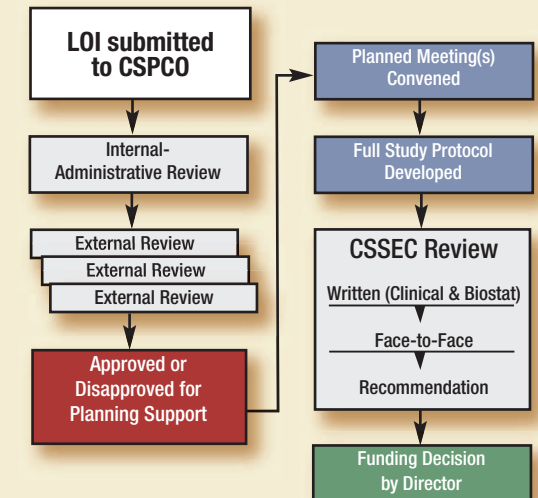 LOI submitted
to CSPCO
Internal-
Administrative Review
External Review
External Review
External Review
Approved or
Disapproved for
Planning Support
Planned Meeting(s)
Convened
Full Study Protocol
Developed
CSSEC Review
Written (Clinical & Biostat)
Face-to-Face
Recommendation
Funding Decision
by Director